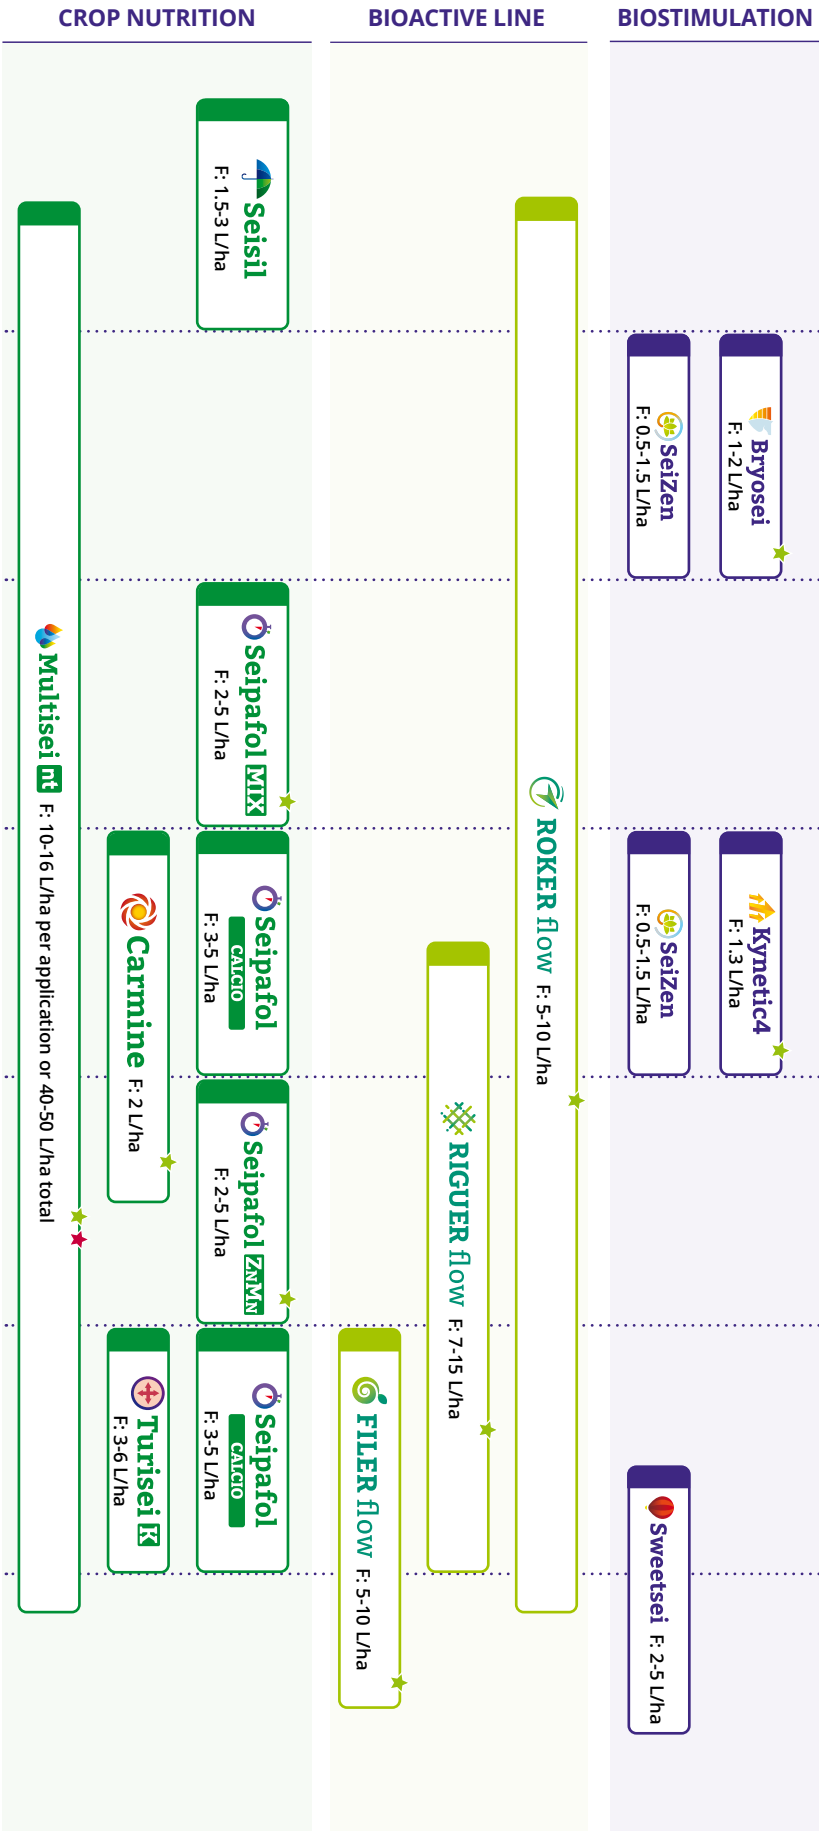 CROP NUTRITION
BIOACTIVE LINE
BIOSTIMULATION
Seisil
F: 1.5-3 L/ha
Multisei nt F: 10-16 L/ha per application or 40-50 L/ha total
Seipafol MIX
F: 2-5 L/ha
Carmine F: 2 L/ha
Seipafol
CALCIO
F: 3-5 L/ha
Seipafol ZNMN
F: 2-5 L/ha
Turisei K
F: 3-6 L/ha
Seipafol
CALCIO
F: 3-5 L/ha
ROKER flow F: 5-10 L/ha
RIGUER flow F: 7-15 L/ha
FILER flow F: 5-10 L/ha
Bryosei
F: 1-2 L/ha
SeiZen
F: 0.5-1.5 L/ha
Kynetic4
F: 1.3 L/ha
SeiZen
F: 0.5-1.5 L/ha
Sweetsei F: 2-5 L/ha